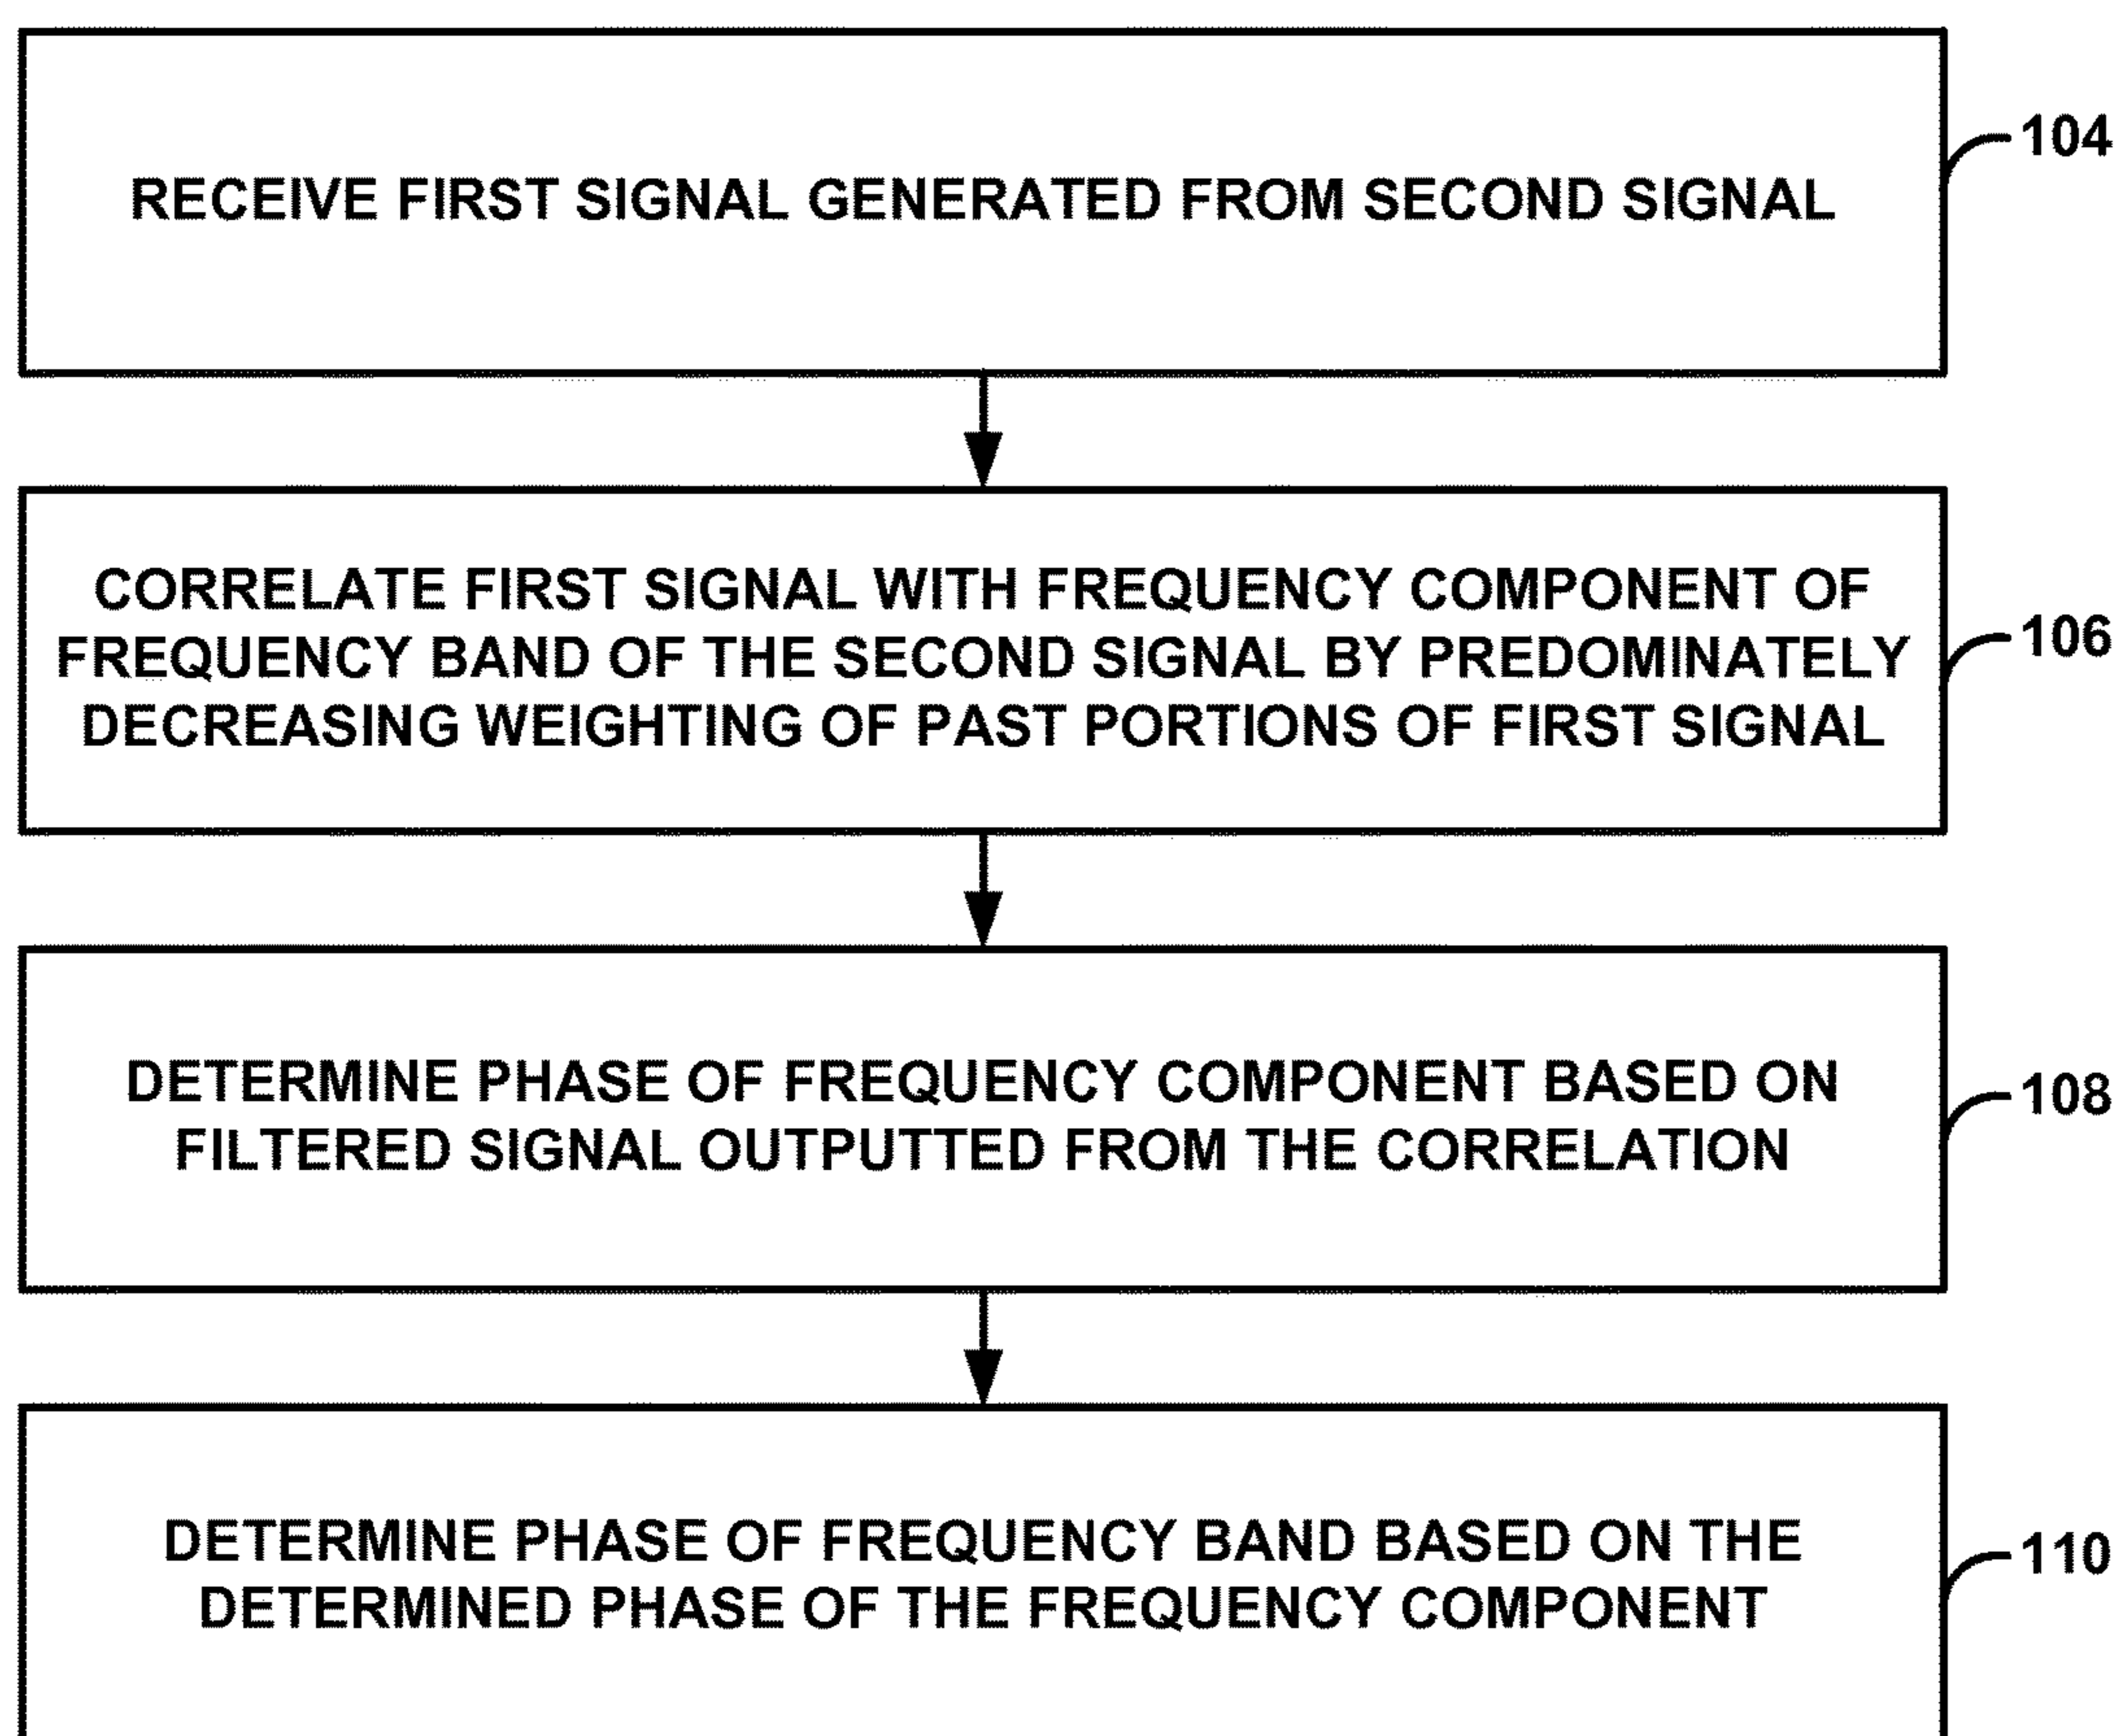 RECEIVE FIRST SIGNAL GENERATED FROM SECOND SIGNAL
104
CORRELATE FIRST SIGNAL WITH FREQUENCY COMPONENT OF
FREQUENCY BAND OF THE SECOND SIGNAL BY PREDOMINATELY
DECREASING WEIGHTING OF PAST PORTIONS OF FIRST SIGNAL
106
DETERMINE PHASE OF FREQUENCY COMPONENT BASED ON
FILTERED SIGNAL OUTPUTTED FROM THE CORRELATION
108
DETERMINE PHASE OF FREQUENCY BAND BASED ON THE
DETERMINED PHASE OF THE FREQUENCY COMPONENT
110